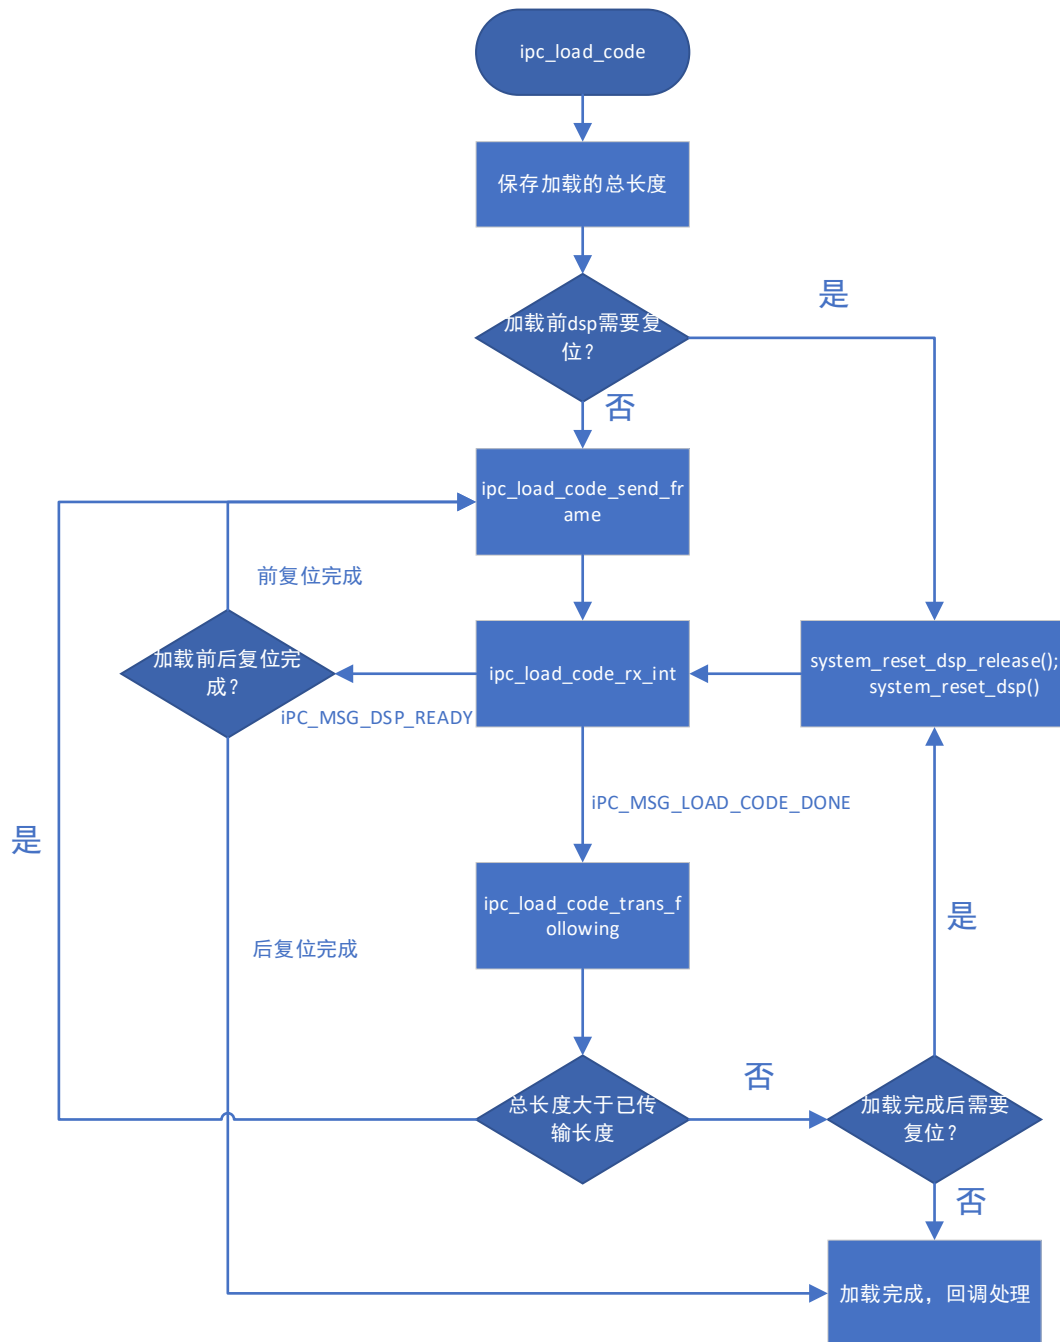 ipc_load_code
保存加载的总长度
是
加载前dsp需要复
位？
否
ipc_load_code_send_fr
ame
前复位完成
加载前后复位完
成？
ipc_load_code_rx_int
system_reset_dsp_release();
system_reset_dsp()
iPC_MSG_DSP_READY
iPC_MSG_LOAD_CODE_DONE
是
ipc_load_code_trans_f
ollowing
是
后复位完成
否
总长度大于已传
输长度
加载完成后需要
复位？
否
加载完成，回调处理